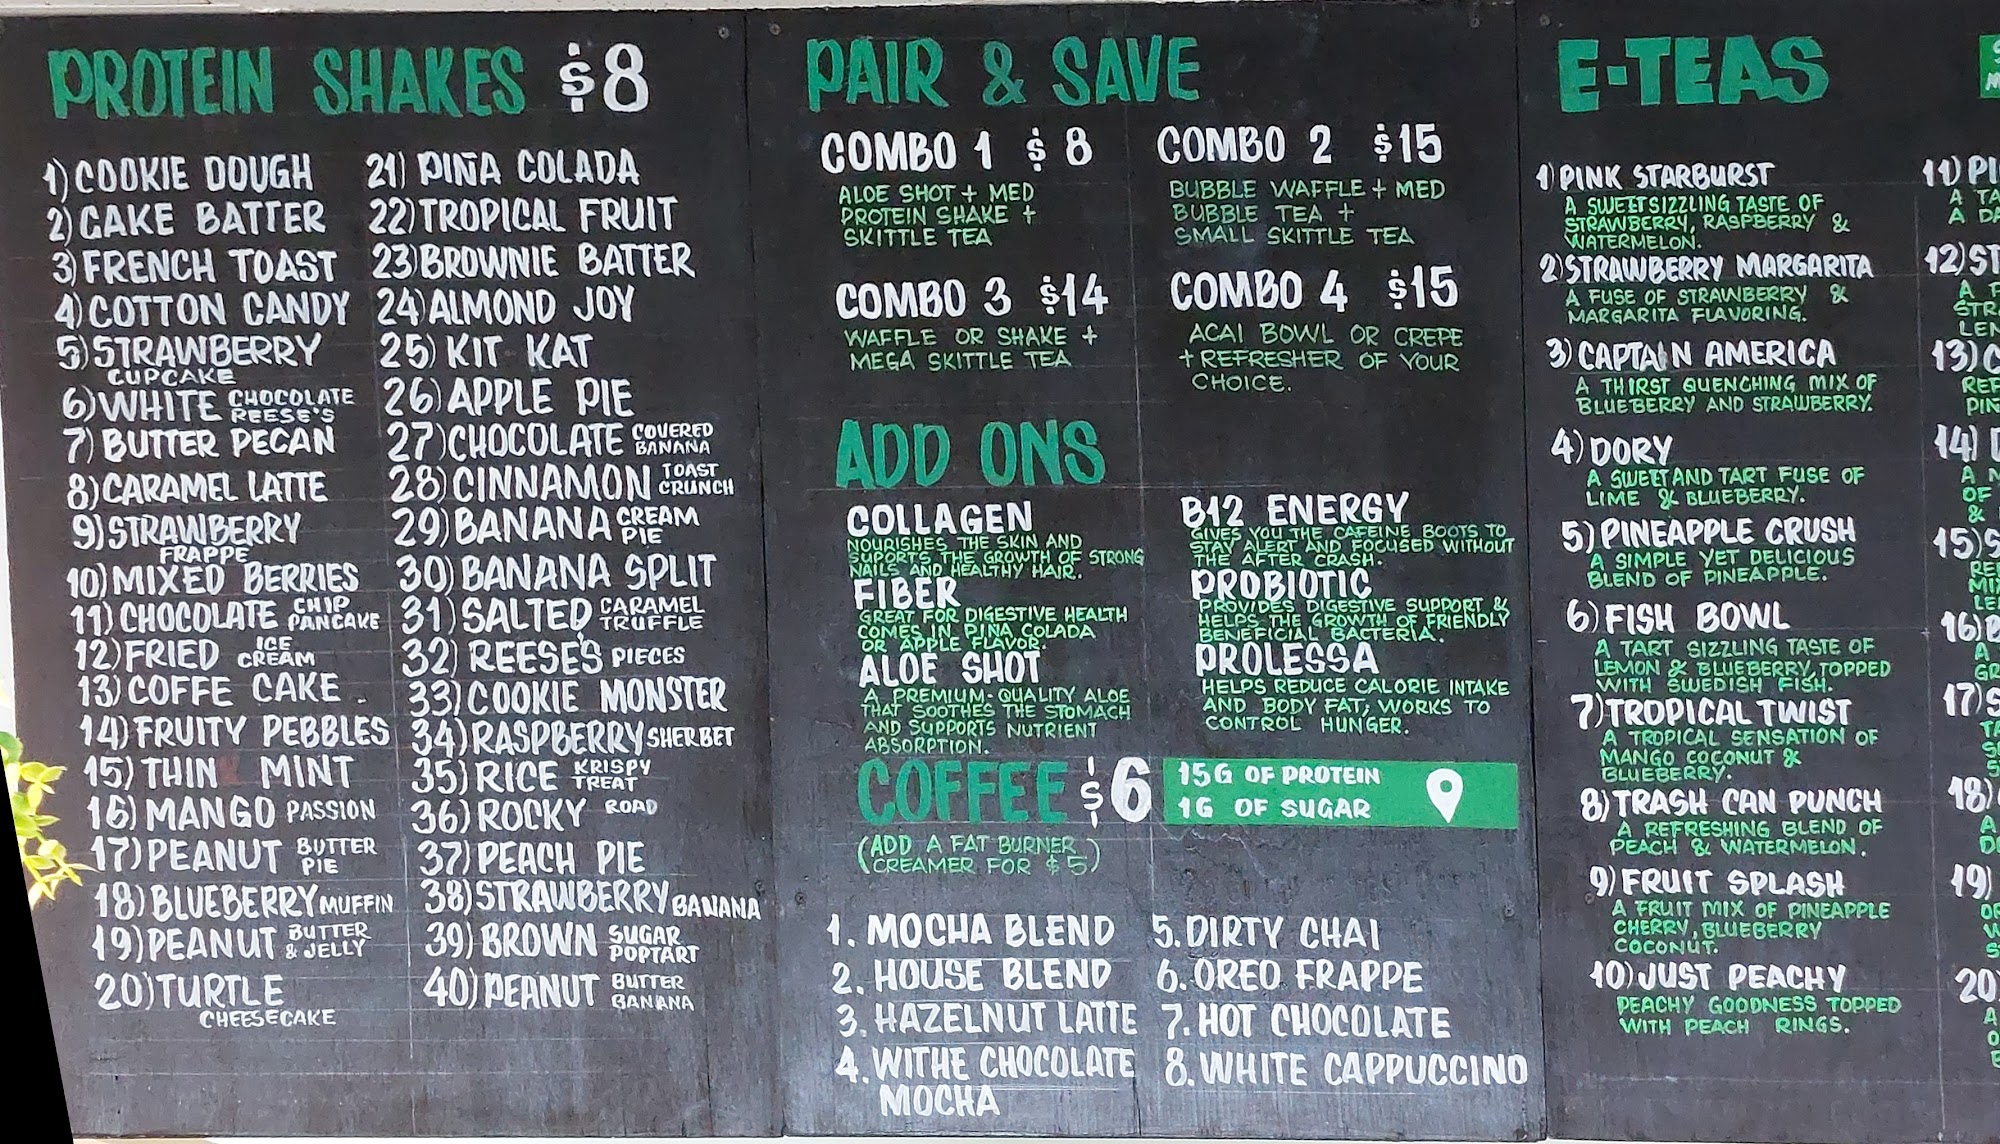 PROTEIN SHAKES $8
1) COOKIE DOUGH
2) CAKE BATTER
3) FRENCH TOAST
4) COTTON CANDY
5) STRAWBERRY
CUPCAKE
6) WHITE CHOCOLATE
REESE'S
7) BUTTER PECAN
8) CARAMEL LATTE
9) STRAWBERRY
FRAPPE
10) MIXED BERRIES
11) CHOCOLATE CHIP
PANCAKE
12) FRIED ICE
CREAM
13) COFFE CAKE
14) FRUITY PEBBLES
15) THIN MINT
16) MANGO PASSION
17) PEANUT BUTTER
PIE
18) BLUEBERRY MUFFIN
19) PEANUT BUTTER
& JELLY
20) TURTLE
CHEESECAKE
21) PIÑA COLADA
22) TROPICAL FRUIT
23) BROWNIE BATTER
24) ALMOND JOY
25) KIT KAT
26) APPLE PIE
27) CHOCOLATE COVERED
BANANA
28) CINNAMON TOAST
CRUNCH
29) BANANA CREAM
PIE
30) BANANA SPLIT
31) SALTED CARAMEL
TRUFFLE
32) REESE'S PIECES
33) COOKIE MONSTER
34) RASPBERRY SHERBET
35) RICE KRISPY
TREAT
36) ROCKY ROAD
37) PEACH PIE
38) STRAWBERRY BANANA
39) BROWN SUGAR
POPTART
40) PEANUT BUTTER
BANANA
PAIR & SAVE
COMBO 1 $8
ALOE SHOT + MED
PROTEIN SHAKE +
SKITTLE TEA
COMBO 2 $15
BUBBLE WAFFLE + MED
BUBBLE TEA +
SMALL SKITTLE TEA
COMBO 3 $14
WAFFLE OR SHAKE +
MEGA SKITTLE TEA
COMBO 4 $15
ACAI BOWL OR CREPE
+ REFRESHER OF YOUR
CHOICE.
ADD ONS
COLLAGEN
NOURISHES THE SKIN AND
SUPORTS THE GROWTH OF STRONG
NAILS AND HEALTHY HAIR.
FIBER
GREAT FOR DIGESTIVE HEALTH
COMES IN PINA COLADA
OR APPLE FLAVOR.
ALOE SHOT
A PREMIUM-QUALITY ALOE
THAT SOOTHES THE STOMACH
AND SUPPORTS NUTRIENT
ABSORPTION.
B12 ENERGY
GIVES YOU THE CAFEINE BOOTS TO
STAY ALERT AND FOCUSED WITHOUT
THE AFTER CRASH.
PROBIOTIC
PROVIDES DIGESTIVE SUPPORT &
HELPS THE GROWTH OF FRIENDLY
BENEFICIAL BACTERIA.
PROLESSA
HELPS REDUCE CALORIE INTAKE
AND BODY FAT, WORKS TO
CONTROL HUNGER.
COFFEE $6
(ADD A FAT BURNER
CREAMER FOR $5)
15G OF PROTEIN
1G OF SUGAR
1. MOCHA BLEND
2. HOUSE BLEND
3. HAZELNUT LATTE
4. WITHE CHOCOLATE
MOCHA
5. DIRTY CHAI
6. OREO FRAPPE
7. HOT CHOCOLATE
8. WHITE CAPPUCCINO
E-TEAS
1) PINK STARBURST
A SWEET SIZZLING TASTE OF
STRAWBERRY, RASPBERRY &
WATERMELON.
2) STRAWBERRY MARGARITA
A FUSE OF STRAWBERRY &
MARGARITA FLAVORING.
3) CAPTAIN AMERICA
A THIRST QUENCHING MIX OF
BLUEBERRY AND STRAWBERRY.
4) DORY
A SWEET AND TART FUSE OF
LIME & BLUEBERRY.
5) PINEAPPLE CRUSH
A SIMPLE YET DELICIOUS
BLEND OF PINEAPPLE.
6) FISH BOWL
A TART SIZZLING TASTE OF
LEMON & BLUEBERRY, TOPPED
WITH SWEDISH FISH.
7) TROPICAL TWIST
A TROPICAL SENSATION OF
MANGO COCONUT &
BLUEBERRY.
8) TRASH CAN PUNCH
A REFRESHING BLEND OF
PEACH & WATERMELON.
9) FRUIT SPLASH
A FRUIT MIX OF PINEAPPLE
CHERRY, BLUEBERRY
COCONUT.
10) JUST PEACHY
PEACHY GOODNESS TOPPED
WITH PEACH RINGS.
11)
12)
13)
14)
15)
16)
17)
18)
19)
20)